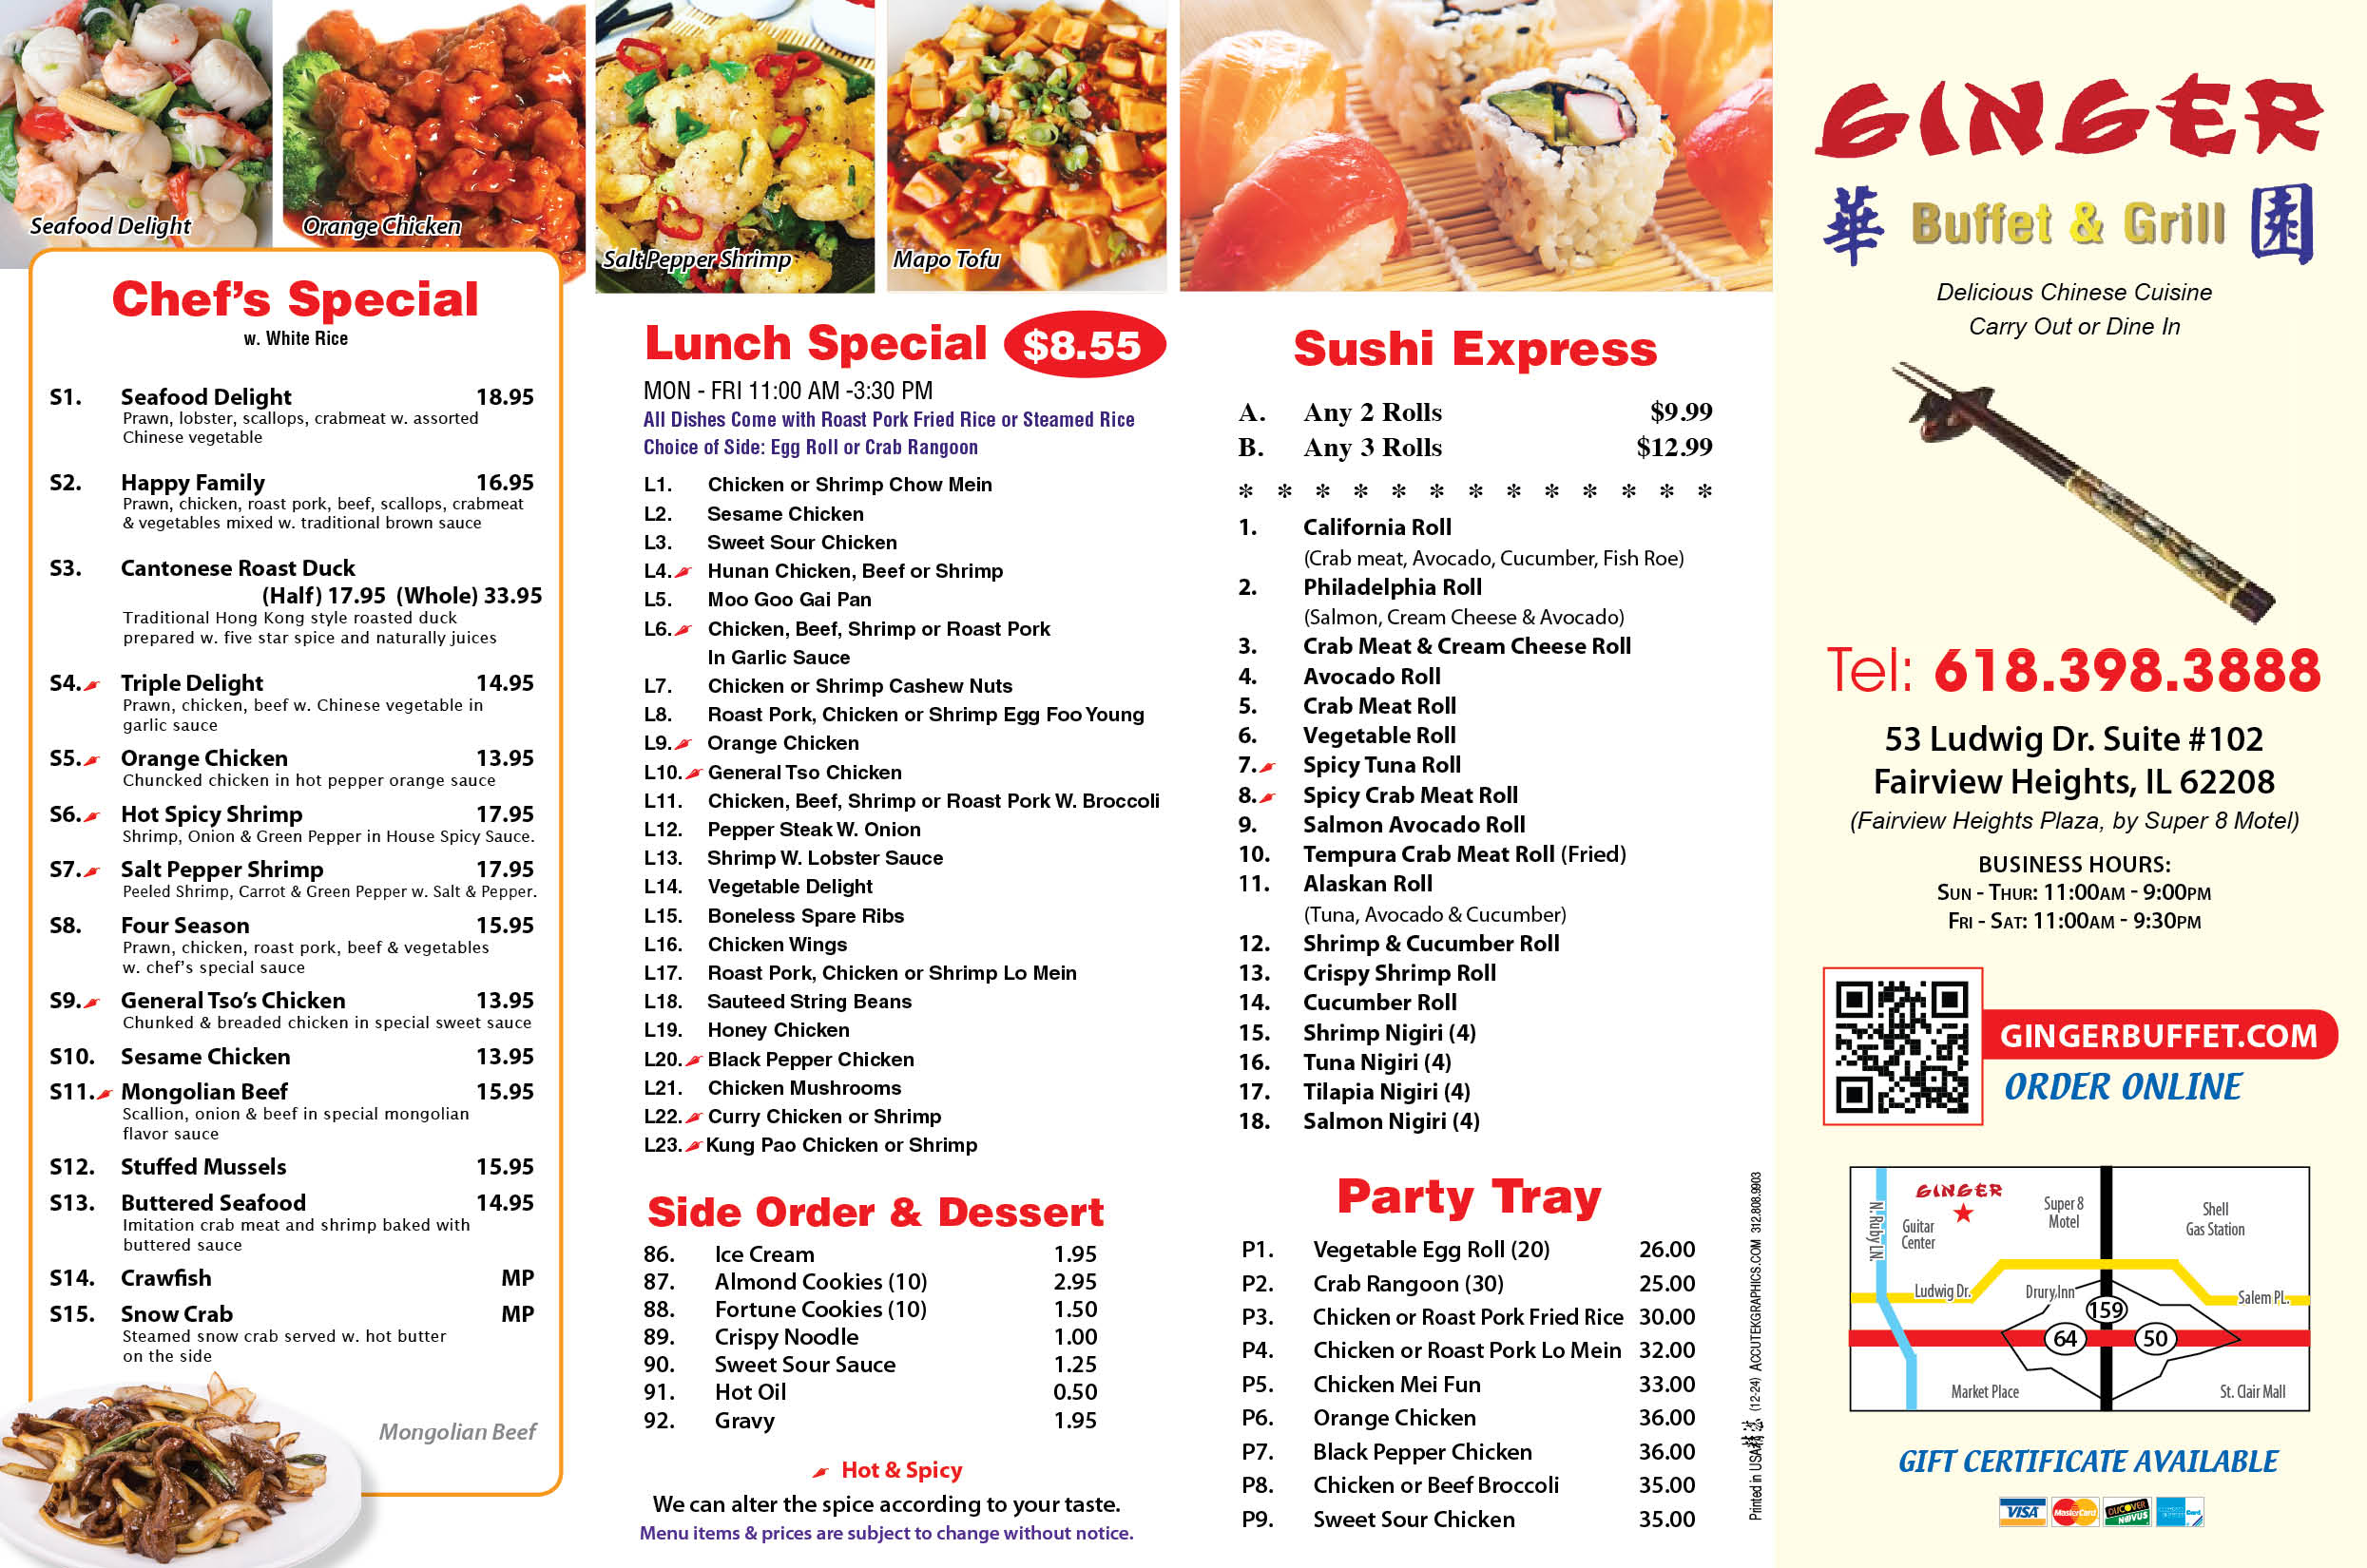 Seafood Delight
Orange Chicken
Salt Pepper Shrimp
Mapo Tofu
Chef's Special
w. White Rice
S1. Seafood Delight 18.95
Prawn, lobster, scallops, crabmeat w. assorted
Chinese vegetable
S2. Happy Family 16.95
Prawn, chicken, roast pork, beef, scallops, crabmeat
& vegetables mixed w. traditional brown sauce
S3. Cantonese Roast Duck
(Half) 17.95 (Whole) 33.95
Traditional Hong Kong style roasted duck
prepared w. five star spice and naturally juices
S4. Triple Delight 14.95
Prawn, chicken, beef w. Chinese vegetable in
garlic sauce
S5. Orange Chicken 13.95
Chuncked chicken in hot pepper orange sauce
S6. Hot Spicy Shrimp 17.95
Shrimp, Onion & Green Pepper in House Spicy Sauce.
S7. Salt Pepper Shrimp 17.95
Peeled Shrimp, Carrot & Green Pepper w. Salt & Pepper.
S8. Four Season 15.95
Prawn, chicken, roast pork, beef & vegetables
w. chef's special sauce
S9. General Tso's Chicken 13.95
Chunked & breaded chicken in special sweet sauce
S10. Sesame Chicken 13.95
S11. Mongolian Beef 15.95
Scallion, onion & beef in special mongolian
flavor sauce
S12. Stuffed Mussels 15.95
S13. Buttered Seafood 14.95
Imitation crab meat and shrimp baked with
buttered sauce
S14. Crawfish MP
S15. Snow Crab MP
Steamed snow crab served w. hot butter
on the side
Mongolian Beef
Lunch Special $8.55
MON - FRI 11:00 AM -3:30 PM
All Dishes Come with Roast Pork Fried Rice or Steamed Rice
Choice of Side: Egg Roll or Crab Rangoon
L1. Chicken or Shrimp Chow Mein
L2. Sesame Chicken
L3. Sweet Sour Chicken
L4. Hunan Chicken, Beef or Shrimp
L5. Moo Goo Gai Pan
L6. Chicken, Beef, Shrimp or Roast Pork
In Garlic Sauce
L7. Chicken or Shrimp Cashew Nuts
L8. Roast Pork, Chicken or Shrimp Egg Foo Young
L9. Orange Chicken
L10. General Tso Chicken
L11. Chicken, Beef, Shrimp or Roast Pork W. Broccoli
L12. Pepper Steak W. Onion
L13. Shrimp W. Lobster Sauce
L14. Vegetable Delight
L15. Boneless Spare Ribs
L16. Chicken Wings
L17. Roast Pork, Chicken or Shrimp Lo Mein
L18. Sauteed String Beans
L19. Honey Chicken
L20. Black Pepper Chicken
L21. Chicken Mushrooms
L22. Curry Chicken or Shrimp
L23. Kung Pao Chicken or Shrimp
Side Order & Dessert
86. Ice Cream 1.95
87. Almond Cookies (10) 2.95
88. Fortune Cookies (10) 1.50
89. Crispy Noodle 1.00
90. Sweet Sour Sauce 1.25
91. Hot Oil 0.50
92. Gravy 1.95
Hot & Spicy
We can alter the spice according to your taste.
Menu items & prices are subject to change without notice.
Sushi Express
A. Any 2 Rolls $9.99
B. Any 3 Rolls $12.99
* * * * * * * * * * * * *
1. California Roll
(Crab meat, Avocado, Cucumber, Fish Roe)
2. Philadelphia Roll
(Salmon, Cream Cheese & Avocado)
3. Crab Meat & Cream Cheese Roll
4. Avocado Roll
5. Crab Meat Roll
6. Vegetable Roll
7. Spicy Tuna Roll
8. Spicy Crab Meat Roll
9. Salmon Avocado Roll
10. Tempura Crab Meat Roll (Fried)
11. Alaskan Roll
(Tuna, Avocado & Cucumber)
12. Shrimp & Cucumber Roll
13. Crispy Shrimp Roll
14. Cucumber Roll
15. Shrimp Nigiri (4)
16. Tuna Nigiri (4)
17. Tilapia Nigiri (4)
18. Salmon Nigiri (4)
Party Tray
P1. Vegetable Egg Roll (20) 26.00
P2. Crab Rangoon (30) 25.00
P3. Chicken or Roast Pork Fried Rice 30.00
P4. Chicken or Roast Pork Lo Mein 32.00
P5. Chicken Mei Fun 33.00
P6. Orange Chicken 36.00
P7. Black Pepper Chicken 36.00
P8. Chicken or Beef Broccoli 35.00
P9. Sweet Sour Chicken 35.00
Printed in USA (12-24) ACCUTEKGRAPHICS.COM 312.808.9903
GINGER
華 Buffet & Grill 園
Delicious Chinese Cuisine
Carry Out or Dine In
Tel: 618.398.3888
53 Ludwig Dr. Suite #102
Fairview Heights, IL 62208
(Fairview Heights Plaza, by Super 8 Motel)
BUSINESS HOURS:
SUN - THUR: 11:00AM - 9:00PM
FRI - SAT: 11:00AM - 9:30PM
GINGERBUFFET.COM
ORDER ONLINE
GINGER
N. Ruby LN.
Guitar
Center
Super 8
Motel
Shell
Gas Station
Ludwig Dr.
Drury Inn
Salem PL.
159
64
50
Market Place
St. Clair Mall
GIFT CERTIFICATE AVAILABLE
VISA
MasterCard
DISCOVER
NOVUS